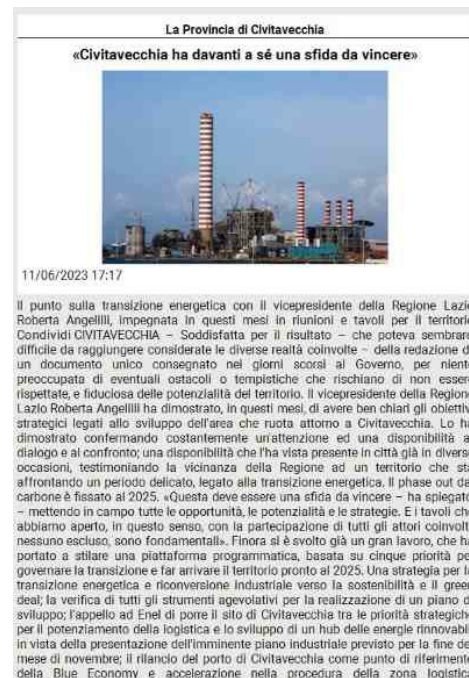 La Provincia di Civitavecchia
«Civitavecchia ha davanti a sé una sfida da vincere»
11/06/2023 17:17
Il punto sulla transizione energetica con il vicepresidente della Regione Lazio
Roberta Angelilli, impegnata in questi mesi in riunioni e tavoli per il territorio
Condividi CIVITAVECCHIA – Soddisfatta per il risultato – che poteva sembrare
difficile da raggiungere considerate le diverse realtà coinvolte – della redazione di
un documento unico consegnato nei giorni scorsi al Governo, per niente
preoccupata di eventuali ostacoli o tempistiche che rischiano di non essere
rispettate, e fiduciosa delle potenzialità del territorio. Il vicepresidente della Regione
Lazio Roberta Angelilli ha dimostrato, in questi mesi, di avere ben chiari gli obiettivi
strategici legati allo sviluppo dell'area che ruota attorno a Civitavecchia. Lo ha
dimostrato confermando costantemente un'attenzione ed una disponibilità al
dialogo e al confronto; una disponibilità che l'ha vista presente in città già in diverse
occasioni, testimoniando la vicinanza della Regione ad un territorio che sta
affrontando un periodo delicato, legato alla transizione energetica. Il phase out dal
carbone è fissato al 2025. «Questa deve essere una sfida da vincere – ha spiegato
– mettendo in campo tutte le opportunità, le potenzialità e le strategie. E i tavoli che
abbiamo aperto, in questo senso, con la partecipazione di tutti gli attori coinvolti
nessuno escluso, sono fondamentali». Finora si è svolto già un gran lavoro, che ha
portato a stilare una piattaforma programmatica, basata su cinque priorità per
governare la transizione e far arrivare il territorio pronto al 2025. Una strategia per la
transizione energetica e riconversione industriale verso la sostenibilità e il green
deal; la verifica di tutti gli strumenti agevolativi per la realizzazione di un piano di
sviluppo; l'appello ad Enel di porre il sito di Civitavecchia tra le priorità strategiche
per il potenziamento della logistica e lo sviluppo di un hub delle energie rinnovabili
in vista della presentazione dell'imminente piano industriale previsto per la fine del
mese di novembre; il rilancio del porto di Civitavecchia come punto di riferimento
della Blue Economy e accelerazione nella procedura della zona logistica